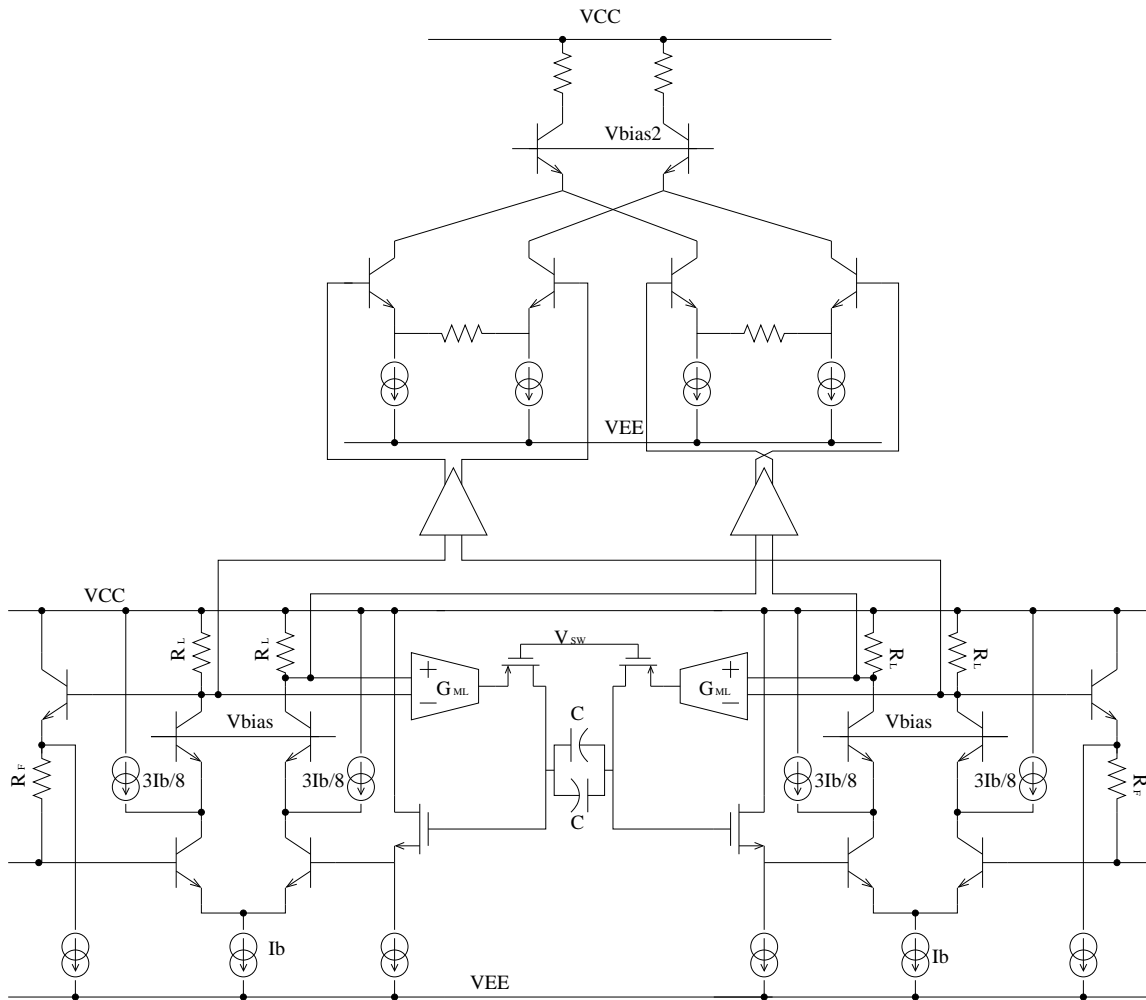 VCC
Vbias2
VEE
VCC
R_L
R_L
V_SW
R_L
R_L
+
G_ML
−
+
G_ML
−
C
Vbias
Vbias
R_F
3Ib/8
3Ib/8
3Ib/8
3Ib/8
R_F
C
Ib
Ib
VEE